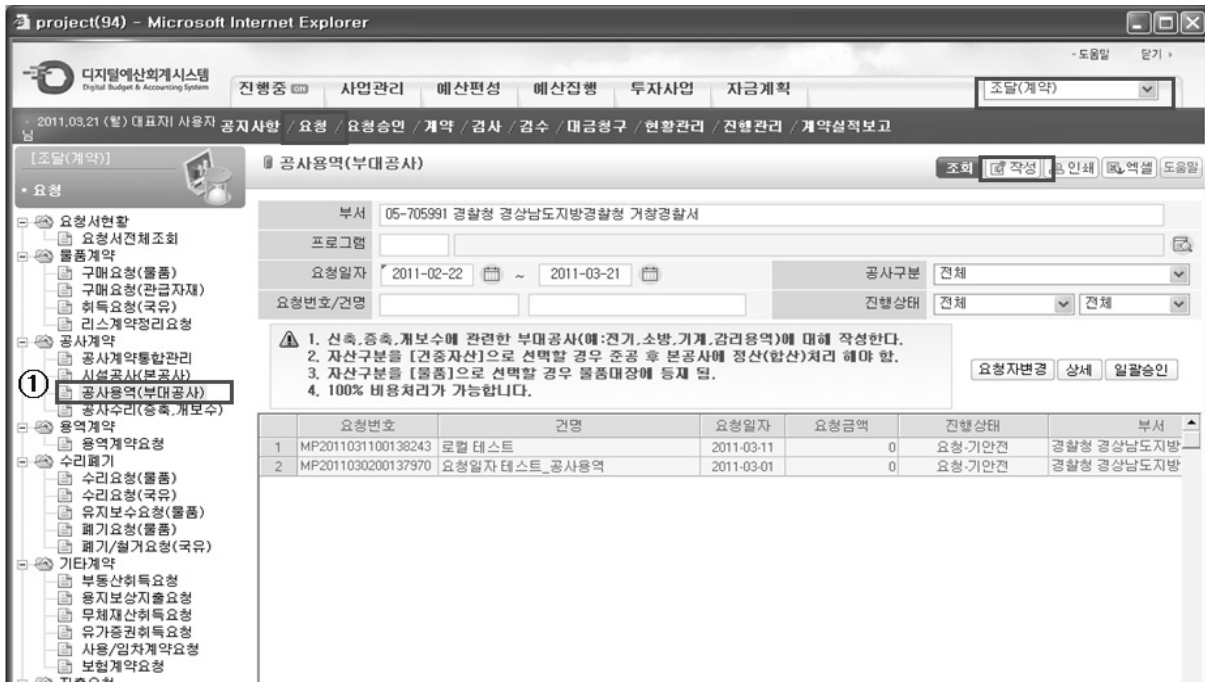 project(94) - Microsoft Internet Explorer
- 도움말 닫기
디지털예산회계시스템
Digital Budget & Accounting System
진행중 ON 사업관리 예산편성 예산집행 투자사업 자금계획 조달(계약)
2011.03.21 (월) 대표자| 사용자님 공지사항 / 요청 / 요청승인 / 계약 / 검사 / 검수 / 대금청구 / 현황관리 / 진행관리 / 계약실적보고
[조달(계약)]
• 요청
요청서현황
요청서전체조회
물품계약
구매요청(물품)
구매요청(관급자재)
취득요청(국유)
리스계약정리요청
공사계약
공사계약통합관리
시설공사(본공사)
① 공사용역(부대공사)
공사수리(증축,개보수)
용역계약
용역계약요청
수리폐기
수리요청(물품)
수리요청(국유)
유지보수요청(물품)
폐기요청(물품)
폐기/철거요청(국유)
기타계약
부동산취득요청
용지보상지출요청
무체재산취득요청
유가증권취득요청
사용/임차계약요청
보험계약요청
지출요청
공사용역(부대공사)
조회 작성 인쇄 엑셀 도움말
부서 05-705991 경찰청 경상남도지방경찰청 거창경찰서
프로그램
요청일자 2011-02-22 ~ 2011-03-21 공사구분 전체
요청번호/건명 진행상태 전체 전체
1. 신축,증축,개보수에 관련한 부대공사(예:전기,소방,기계,감리용역)에 대해 작성한다.
2. 자산구분을 [건중자산]으로 선택할 경우 준공 후 본공사에 정산(합산)처리 해야 함.
3. 자산구분을 [물품]으로 선택할 경우 물품대장에 등재 됨.
4. 100% 비용처리가 가능합니다.
요청자변경 상세 일괄승인
요청번호 건명 요청일자 요청금액 진행상태 부서
1 MP2011031100138243 로컬 테스트 2011-03-11 0 요청-기안전 경찰청 경상남도지방
2 MP2011030200137970 요청일자 테스트_공사용역 2011-03-01 0 요청-기안전 경찰청 경상남도지방